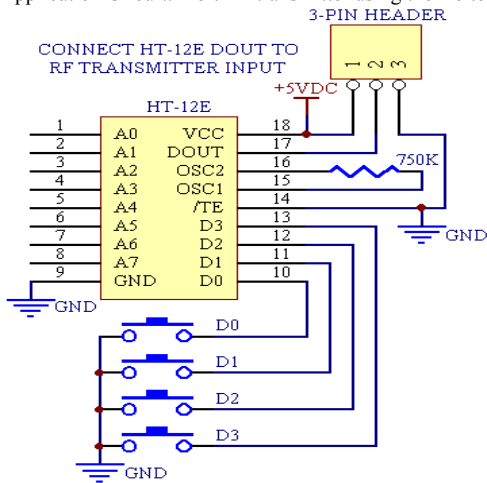 3-PIN HEADER
CONNECT HT-12E DOUT TO
RF TRANSMITTER INPUT
1 2 3
+5VDC
HT-12E
1 A0 VCC 18
2 A1 DOUT 17
3 A2 OSC2 16 750K
4 A3 OSC1 15
5 A4 /TE 14
6 A5 D3 13
7 A6 D2 12
8 A7 D1 11
9 GND D0 10
GND
GND
D0
D1
D2
D3
GND